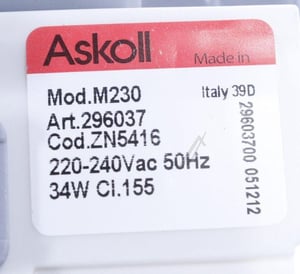 Askoll
Made in
Italy 39D
Mod.M230
Art.296037
Cod.ZN5416
220-240Vac 50Hz
34W Cl.155
29603700 051212